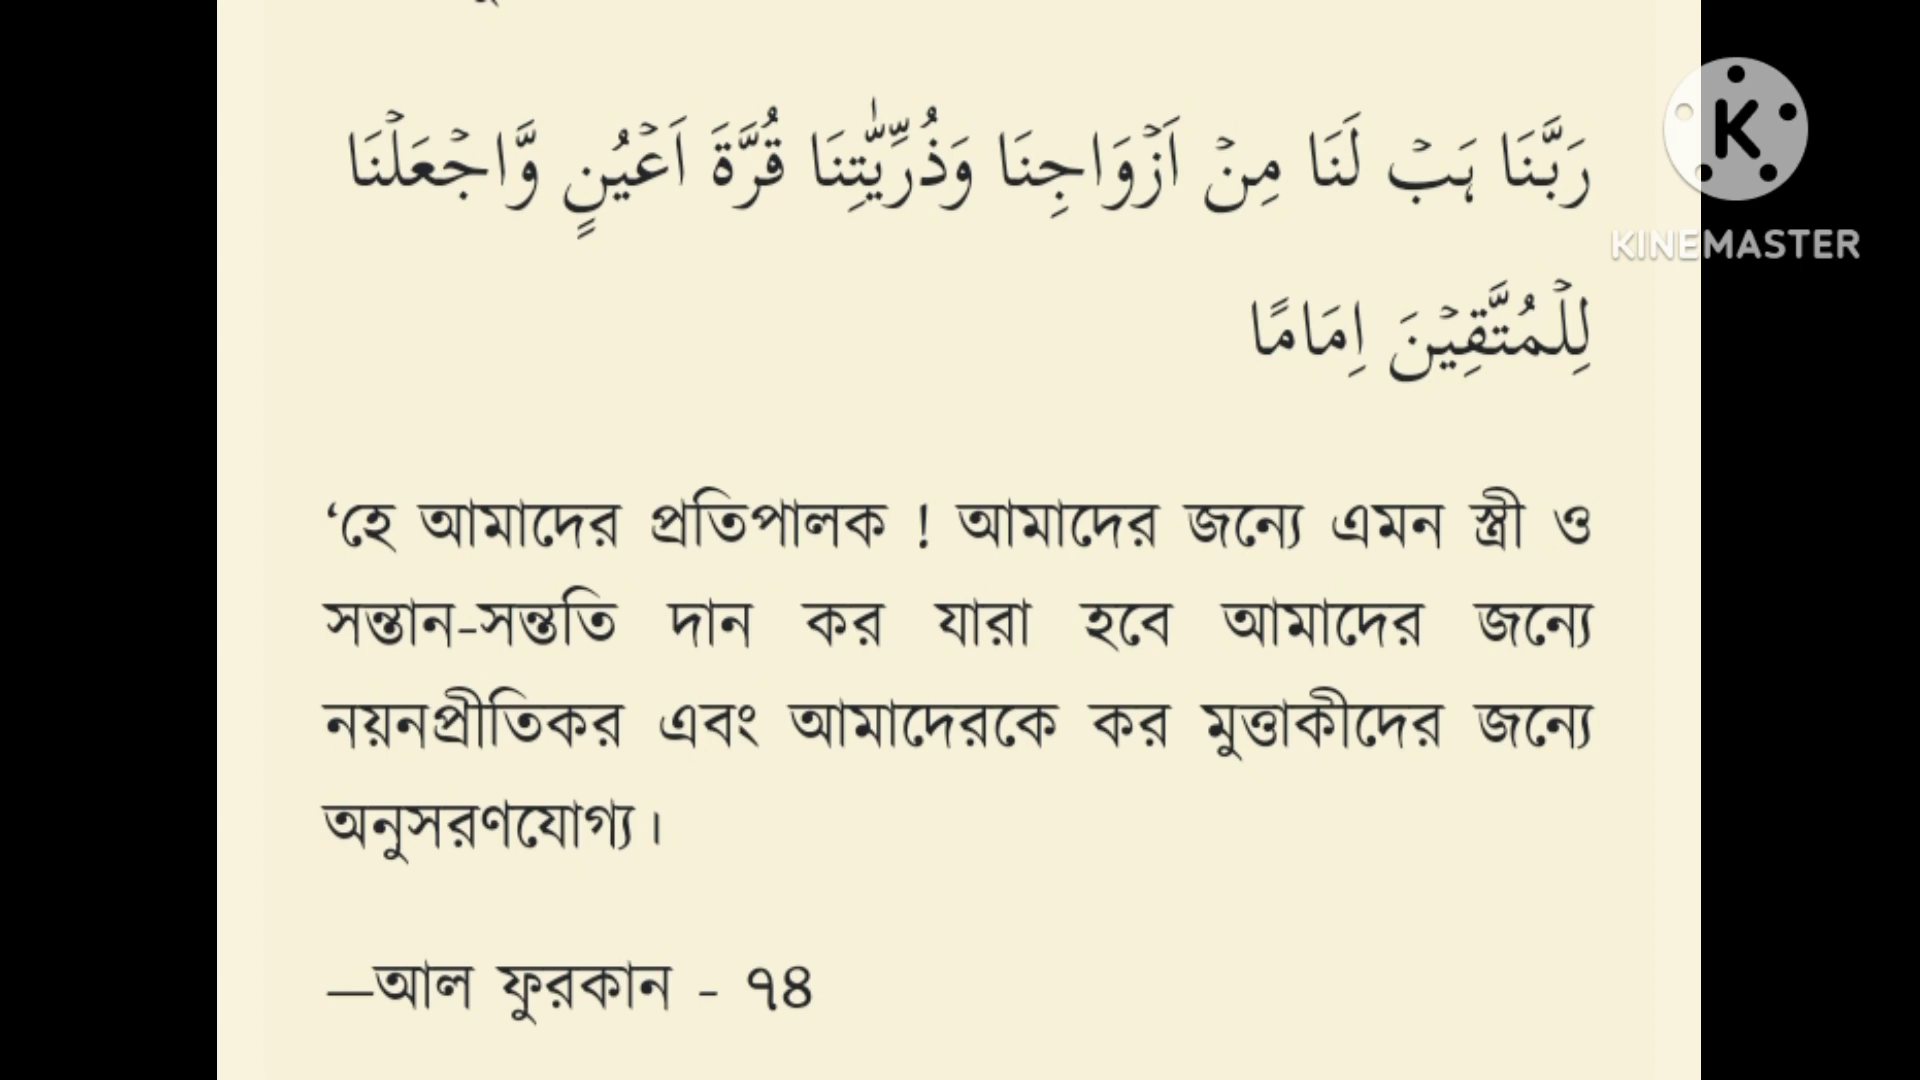 رَبَّنَا ہَبۡ لَنَا مِنۡ اَزۡوَاجِنَا وَذُرِّیّٰتِنَا قُرَّۃَ اَعۡیُنٍ وَّاجۡعَلۡنَا
لِلۡمُتَّقِیۡنَ اِمَامًا
KINEMASTER
‘হে আমাদের প্রতিপালক ! আমাদের জন্যে এমন স্ত্রী ও
সন্তান-সন্ততি দান কর যারা হবে আমাদের জন্যে
নয়নপ্রীতিকর এবং আমাদেরকে কর মুত্তাকীদের জন্যে
অনুসরণযোগ্য।
—আল ফুরকান - ৭৪